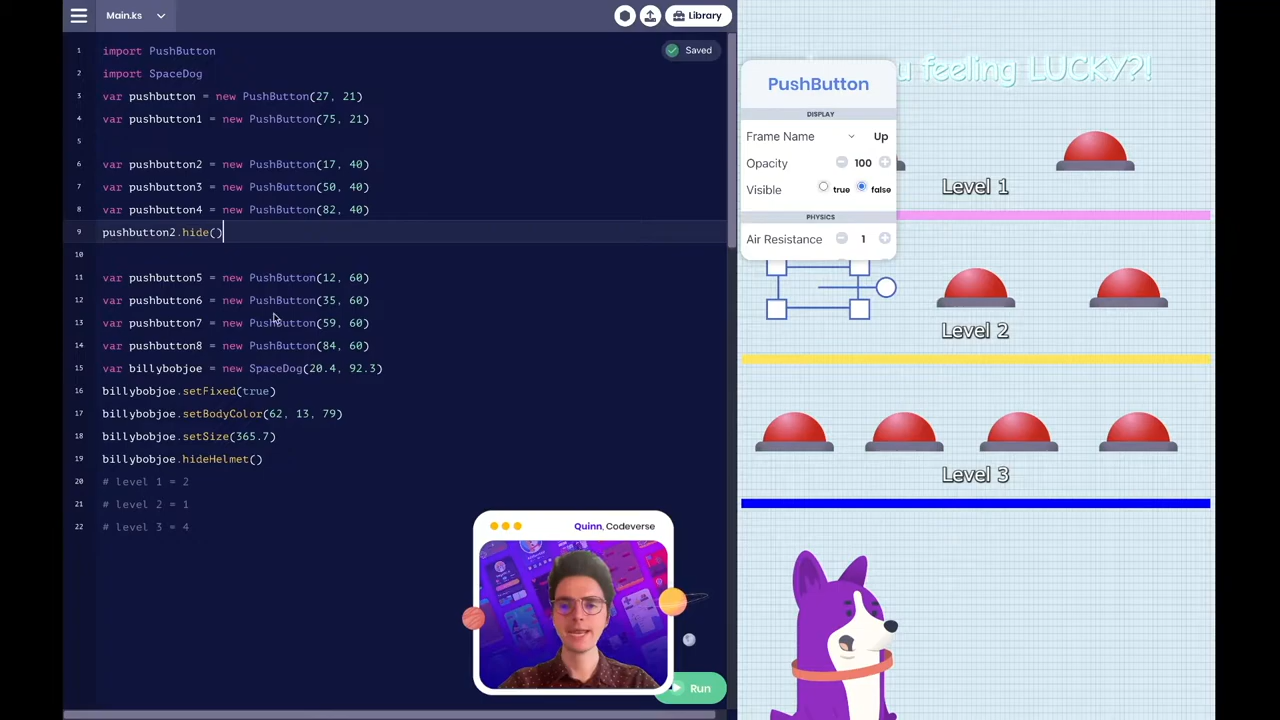 Main.ks
Library
Saved
1 import PushButton
2 import SpaceDog
3 var pushbutton = new PushButton(27, 21)
4 var pushbutton1 = new PushButton(75, 21)
5
6 var pushbutton2 = new PushButton(17, 40)
7 var pushbutton3 = new PushButton(50, 40)
8 var pushbutton4 = new PushButton(82, 40)
9 pushbutton2.hide()
10
11 var pushbutton5 = new PushButton(12, 60)
12 var pushbutton6 = new PushButton(35, 60)
13 var pushbutton7 = new PushButton(59, 60)
14 var pushbutton8 = new PushButton(84, 60)
15 var billybobjoe = new SpaceDog(20.4, 92.3)
16 billybobjoe.setFixed(true)
17 billybobjoe.setBodyColor(62, 13, 79)
18 billybobjoe.setSize(365.7)
19 billybobjoe.hideHelmet()
20 # level 1 = 2
21 # level 2 = 1
22 # level 3 = 4
Quinn, Codeverse
Run
u feeling LUCKY?!
PushButton
DISPLAY
Frame Name Up
Opacity 100
Visible true false
PHYSICS
Air Resistance 1
Level 1
Level 2
Level 3